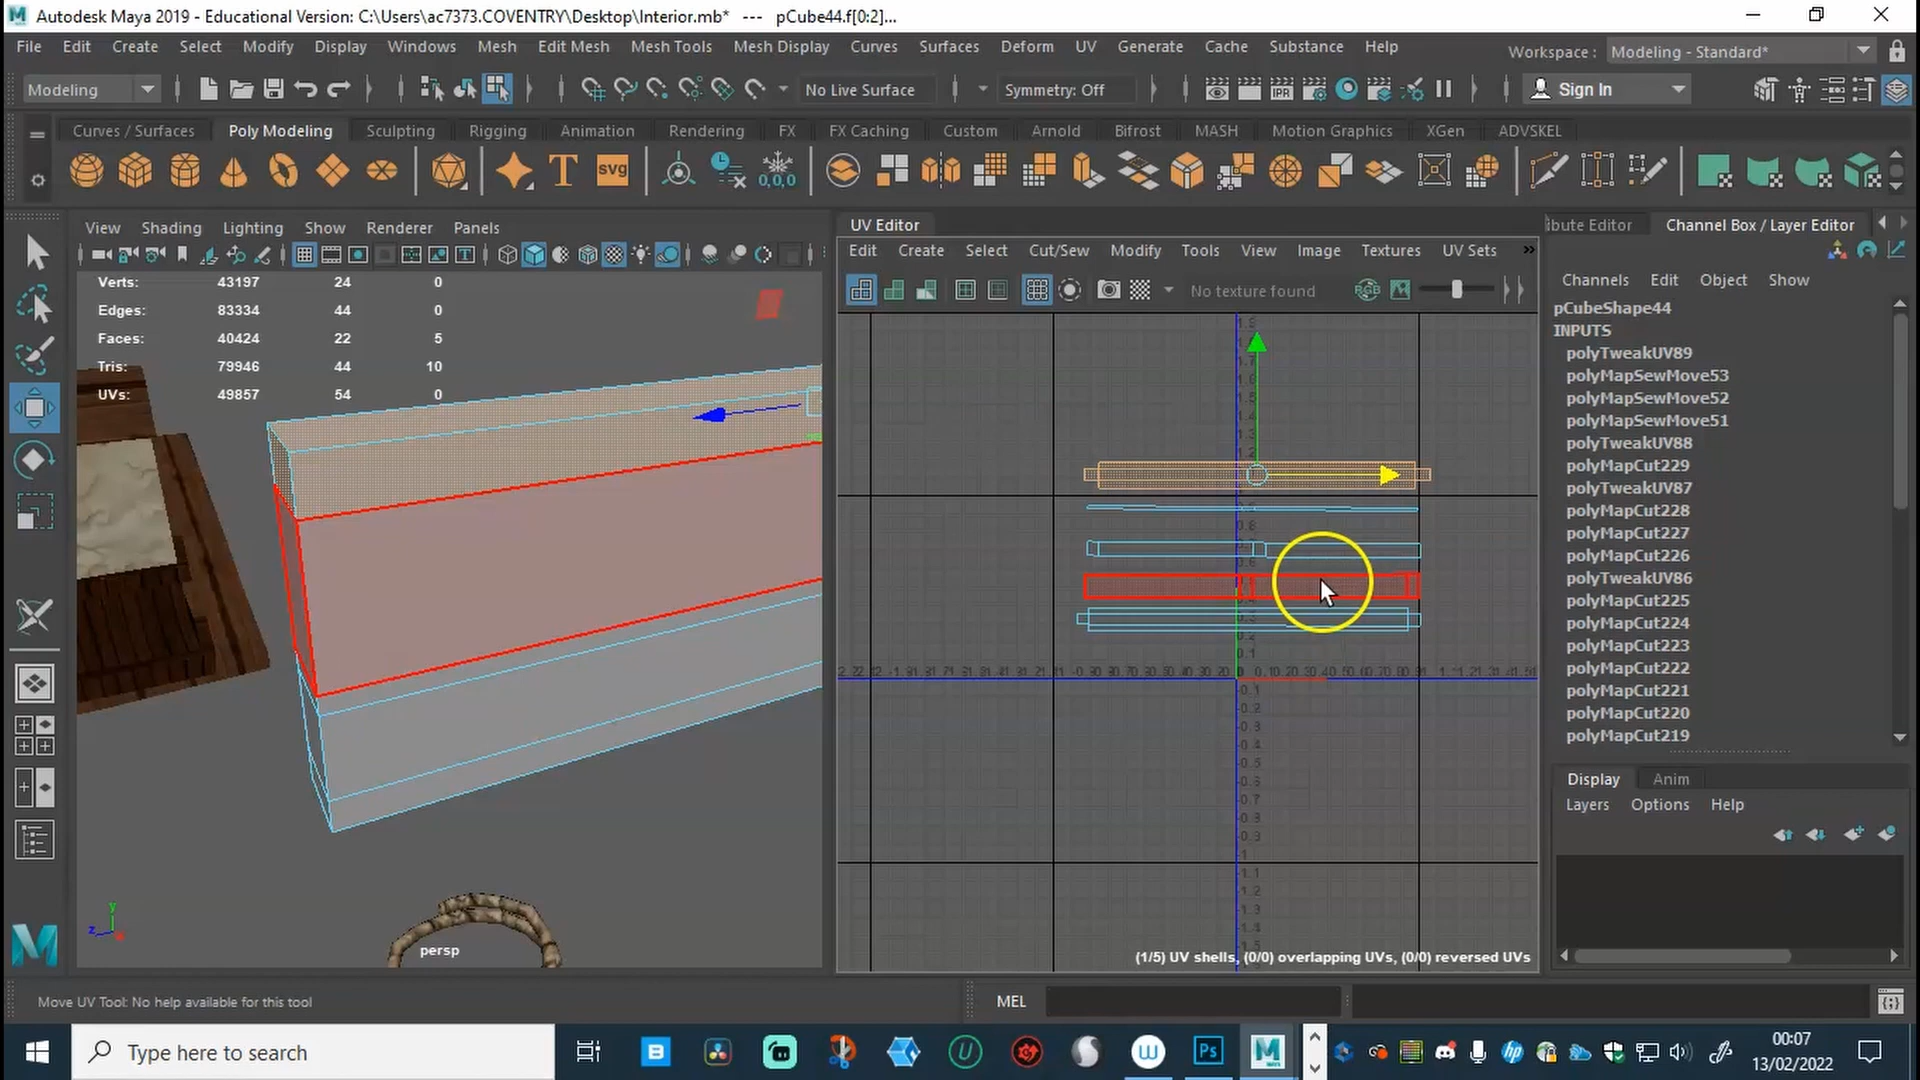 Autodesk Maya 2019 - Educational Version: C:\Users\ac7373.COVENTRY\Desktop\Interior.mb* --- pCube44.f[0:2]...
File Edit Create Select Modify Display Windows Mesh Edit Mesh Mesh Tools Mesh Display Curves Surfaces Deform UV Generate Cache Substance Help
Workspace : Modeling - Standard*
Modeling No Live Surface Symmetry: Off Sign In
IPR
Curves / Surfaces Poly Modeling Sculpting Rigging Animation Rendering FX FX Caching Custom Arnold Bifrost MASH Motion Graphics XGen ADVSKEL
T SVG 0,0,0
View Shading Lighting Show Renderer Panels
UV Editor
ibute Editor Channel Box / Layer Editor
Edit Create Select Cut/Sew Modify Tools View Image Textures UV Sets
No texture found RGB
Channels Edit Object Show
Verts: 43197 24 0
Edges: 83334 44 0
Faces: 40424 22 5
Tris: 79946 44 10
UVs: 49857 54 0
pCubeShape44
INPUTS
polyTweakUV89
polyMapSewMove53
polyMapSewMove52
polyMapSewMove51
polyTweakUV88
polyMapCut229
polyTweakUV87
polyMapCut228
polyMapCut227
polyMapCut226
polyTweakUV86
polyMapCut225
polyMapCut224
polyMapCut223
polyMapCut222
polyMapCut221
polyMapCut220
polyMapCut219
Display Anim
Layers Options Help
y
z
persp
(1/5) UV shells, (0/0) overlapping UVs, (0/0) reversed UVs
Move UV Tool: No help available for this tool
MEL
Type here to search
Ps
00:07
13/02/2022